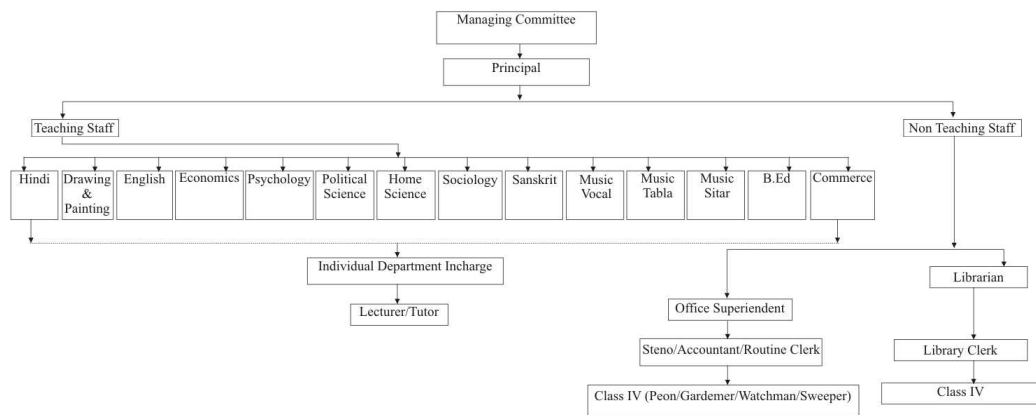 Managing Committee
Principal
Teaching Staff
Non Teaching Staff
Hindi
Drawing
&
Painting
English
Economics
Psychology
Political
Science
Home
Science
Sociology
Sanskrit
Music
Vocal
Music
Tabla
Music
Sitar
B.Ed
Commerce
Individual Department Incharge
Lecturer/Tutor
Librarian
Office Superiendent
Steno/Accountant/Routine Clerk
Library Clerk
Class IV (Peon/Gardemer/Watchman/Sweeper)
Class IV